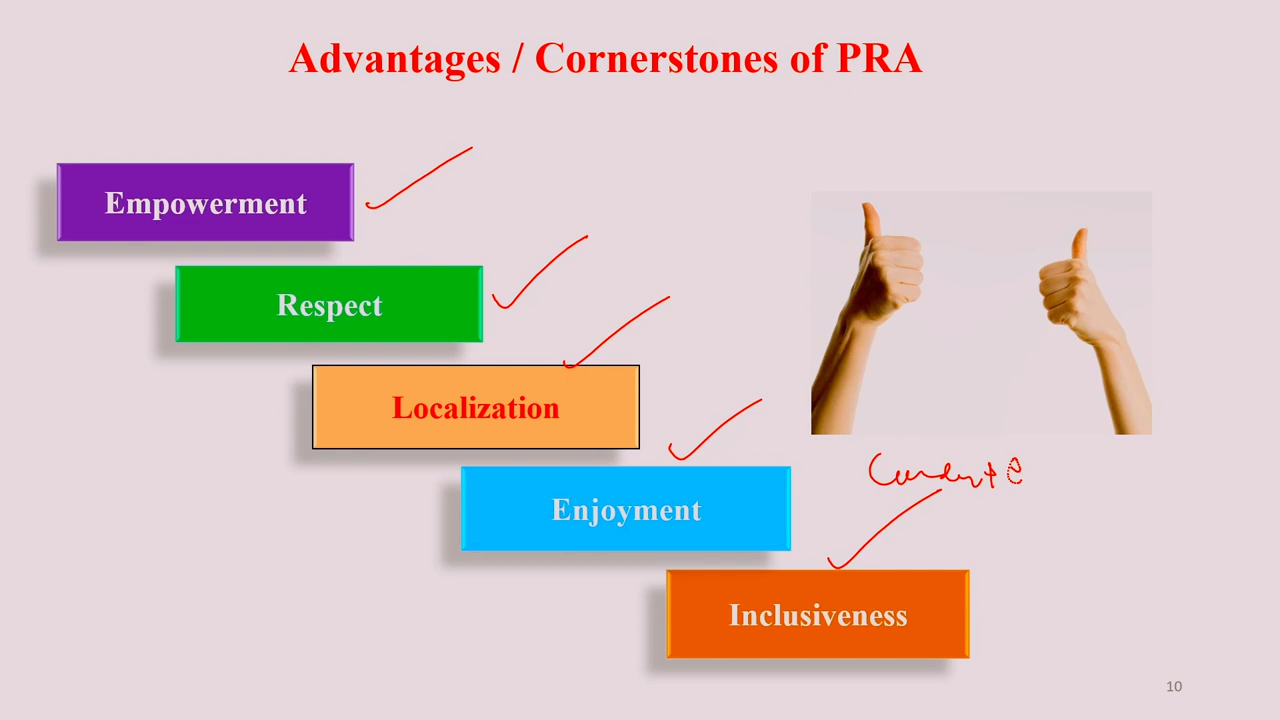 Advantages / Cornerstones of PRA
Empowerment
Respect
Localization
Enjoyment
Inclusiveness
10